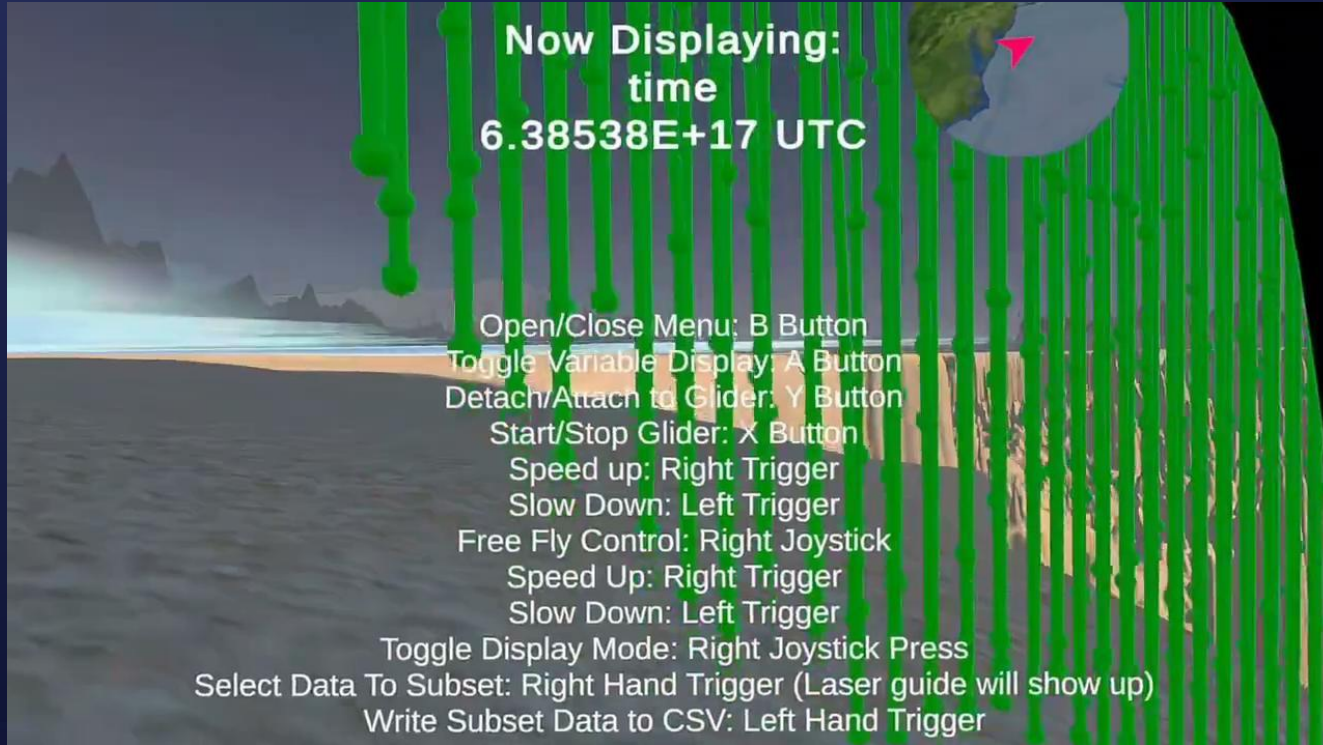 Now Displaying:
time
6.38538E+17 UTC
Open/Close Menu: B Button
Toggle Variable Display: A Button
Detach/Attach to Glider: Y Button
Start/Stop Glider: X Button
Speed up: Right Trigger
Slow Down: Left Trigger
Free Fly Control: Right Joystick
Speed Up: Right Trigger
Slow Down: Left Trigger
Toggle Display Mode: Right Joystick Press
Select Data To Subset: Right Hand Trigger (Laser guide will show up)
Write Subset Data to CSV: Left Hand Trigger